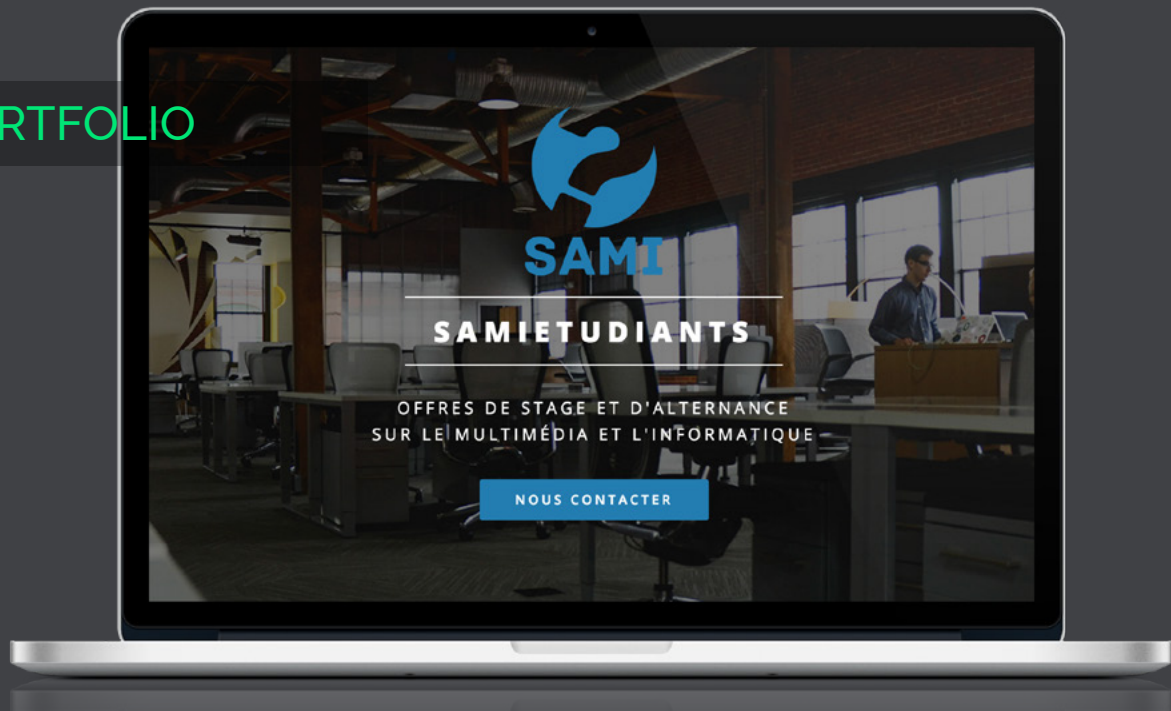 RTFOLIO
SAMI
SAMIETUDIANTS
OFFRES DE STAGE ET D'ALTERNANCE
SUR LE MULTIMÉDIA ET L'INFORMATIQUE
NOUS CONTACTER